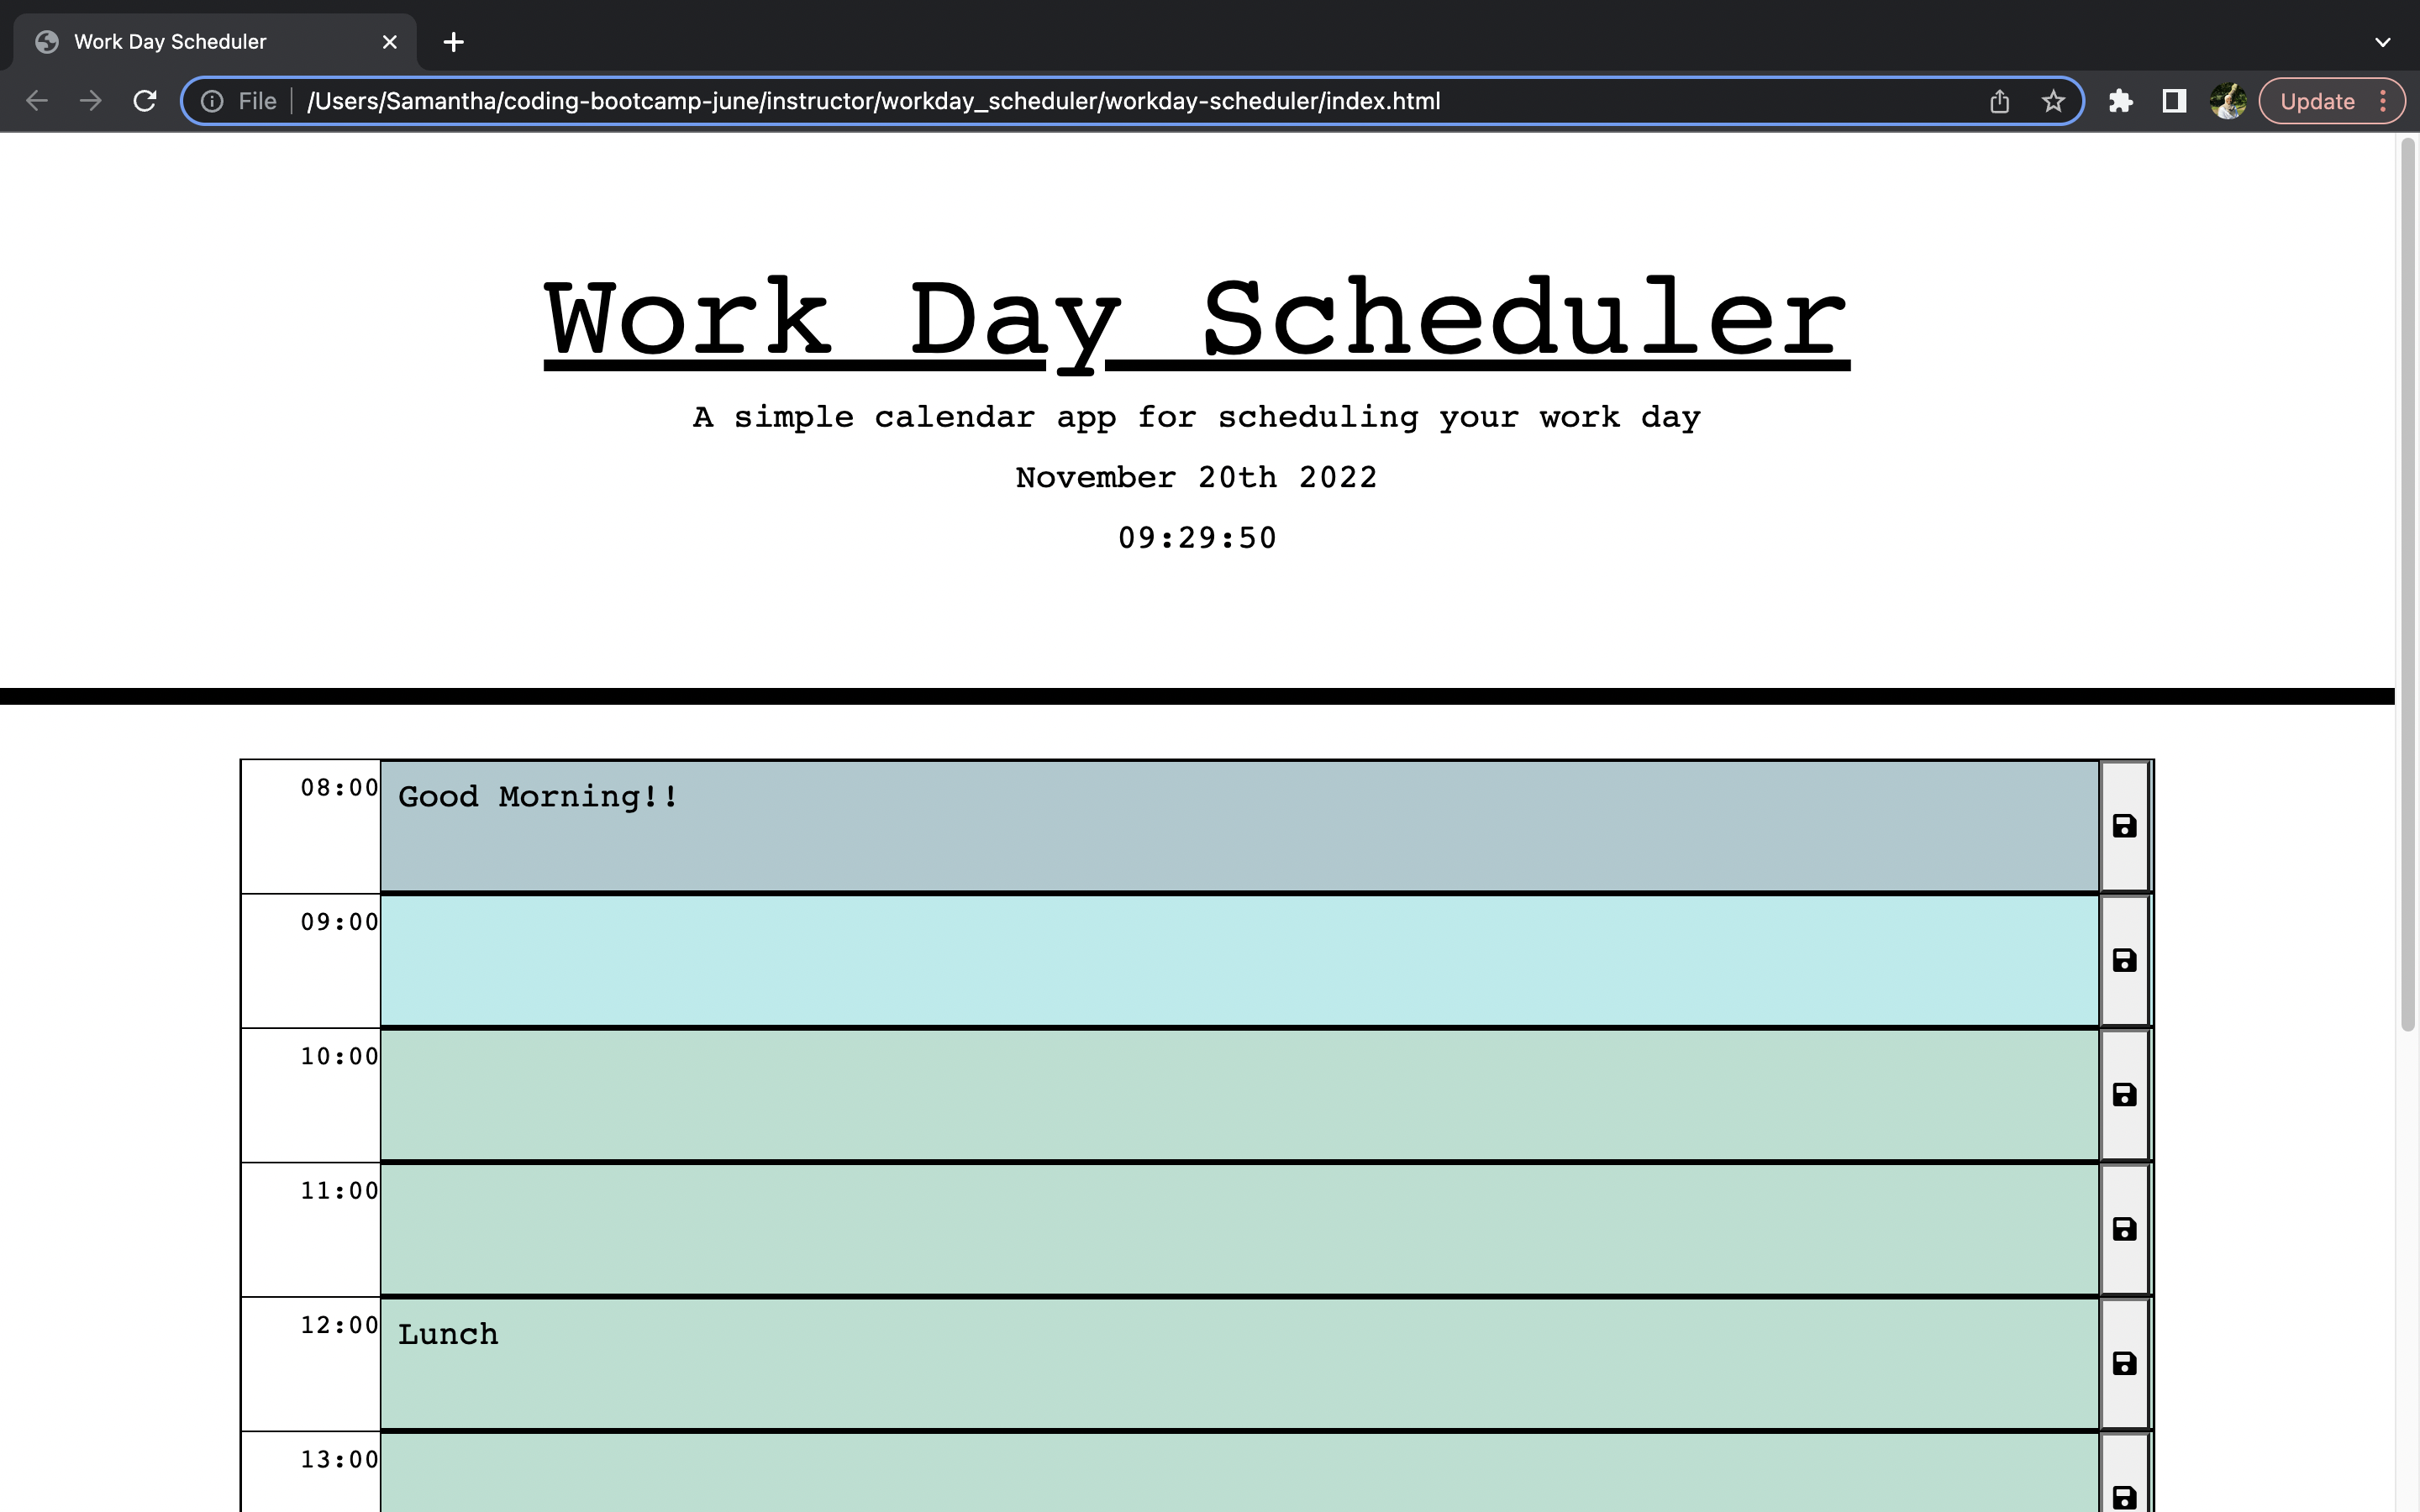 Work Day Scheduler
File /Users/Samantha/coding-bootcamp-june/instructor/workday_scheduler/workday-scheduler/index.html
Update
Work Day Scheduler
A simple calendar app for scheduling your work day
November 20th 2022
09:29:50
08:00 Good Morning!!
09:00
10:00
11:00
12:00 Lunch
13:00